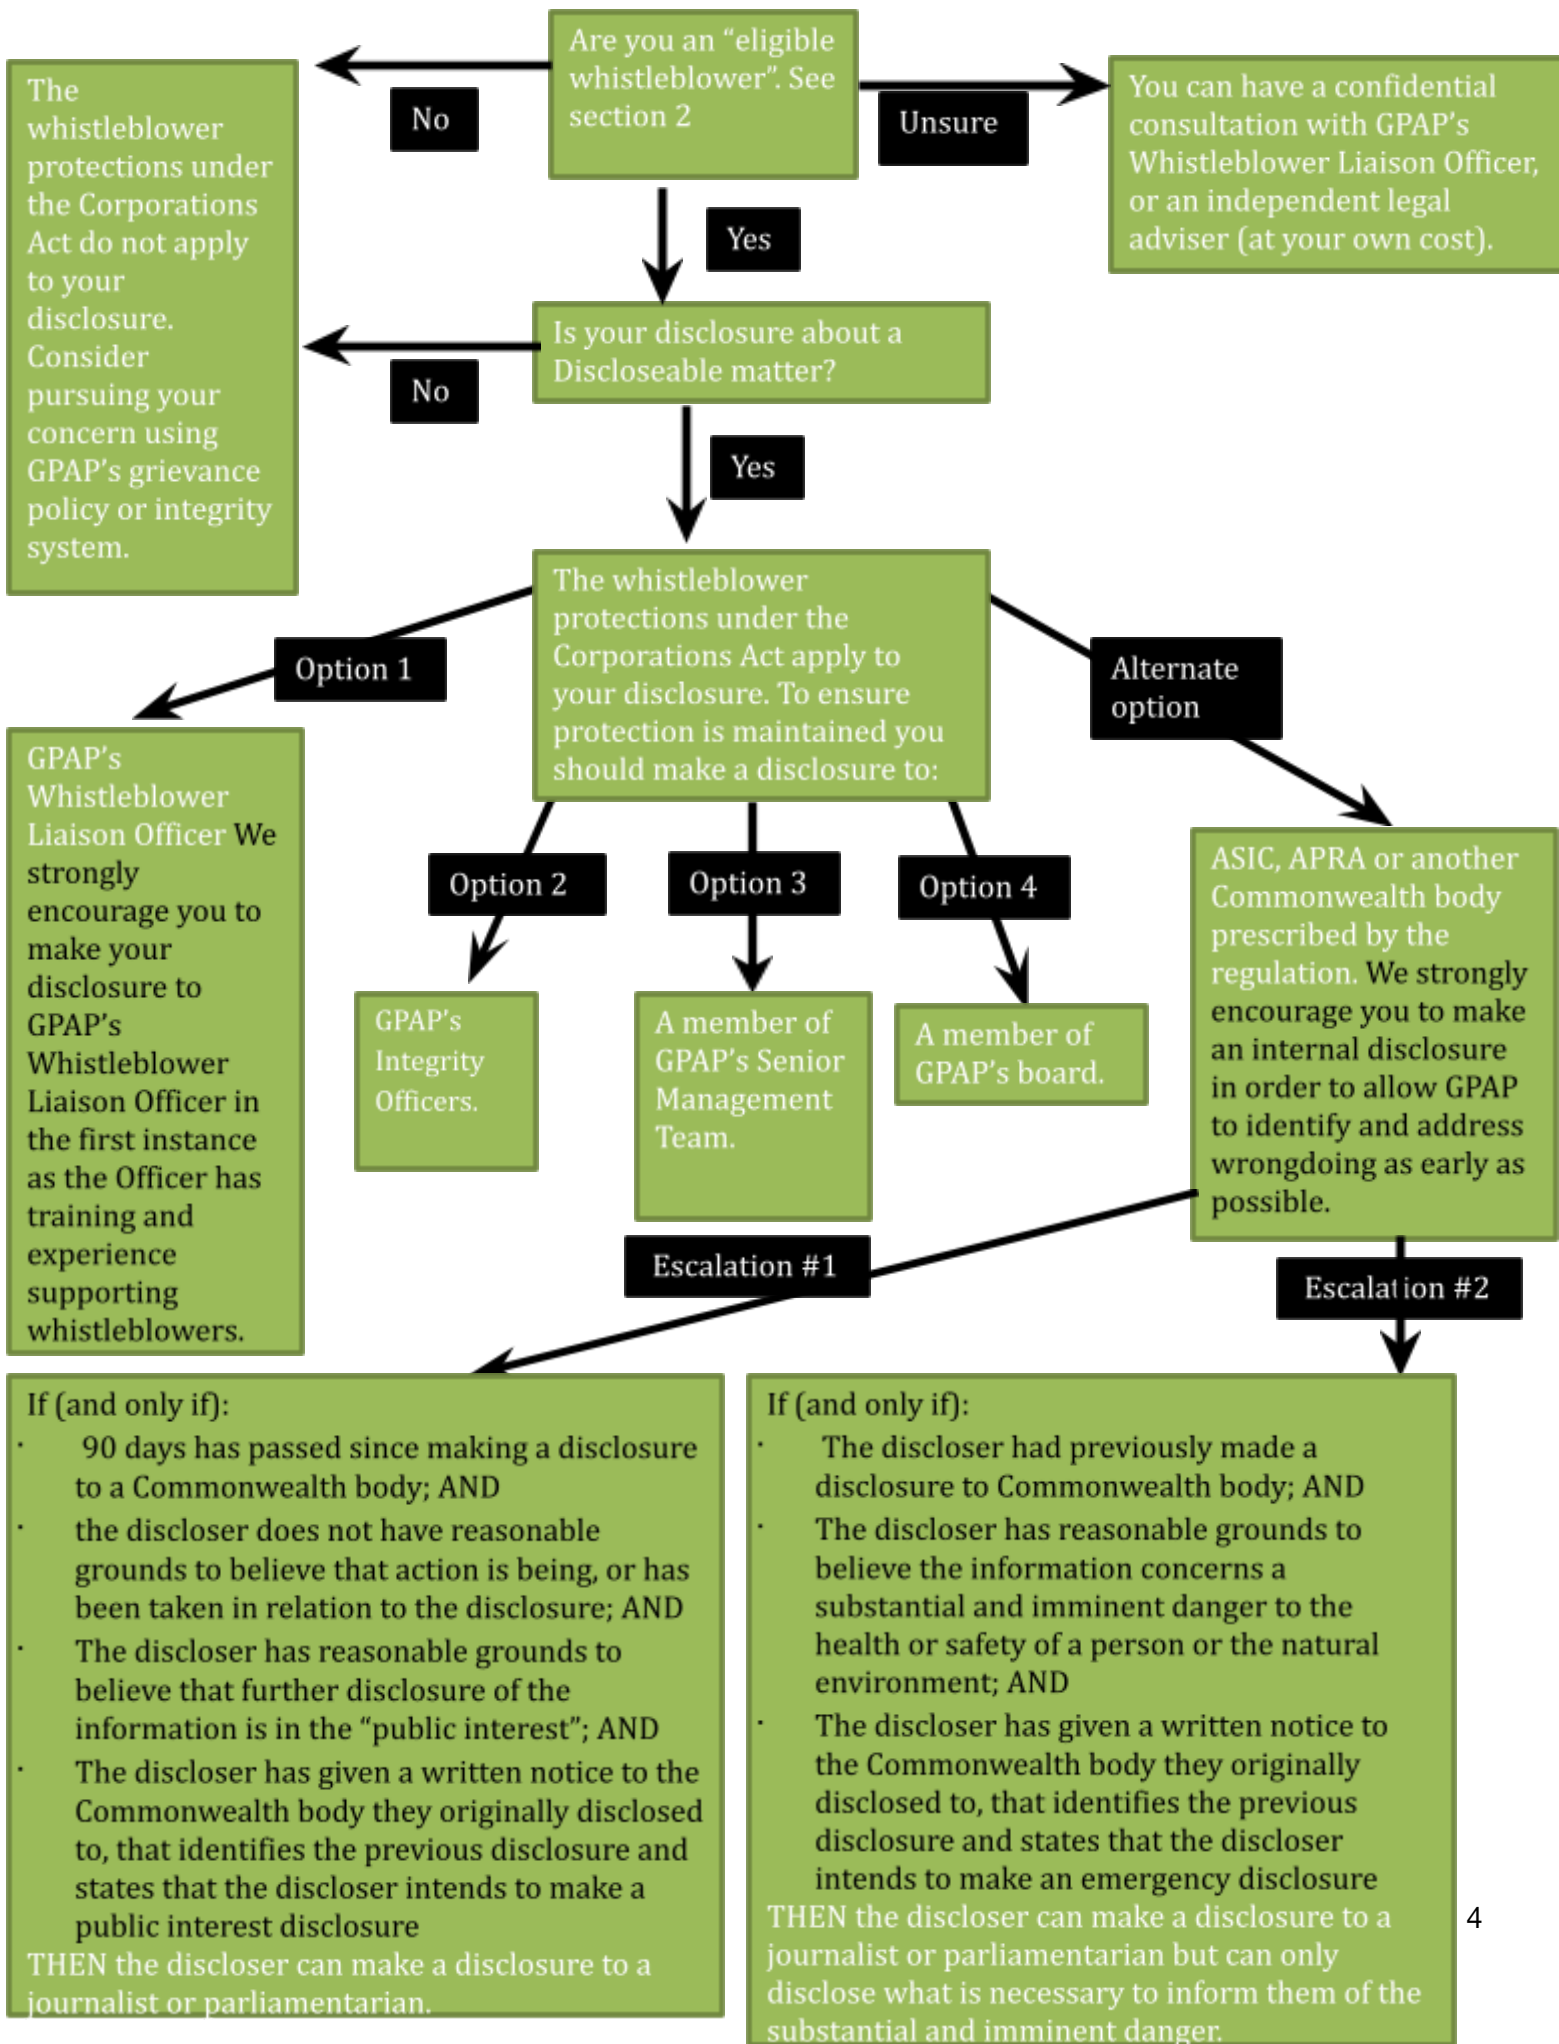 Are you an “eligible
whistleblower”. See
section 2
No
Unsure
Yes
The
whistleblower
protections under
the Corporations
Act do not apply
to your
disclosure.
Consider
pursuing your
concern using
GPAP’s grievance
policy or integrity
system.
You can have a confidential
consultation with GPAP’s
Whistleblower Liaison Officer,
or an independent legal
adviser (at your own cost).
Is your disclosure about a
Discloseable matter?
No
Yes
The whistleblower
protections under the
Corporations Act apply to
your disclosure. To ensure
protection is maintained you
should make a disclosure to:
Option 1
Alternate
option
Option 2
Option 3
Option 4
GPAP’s
Whistleblower
Liaison Officer We
strongly
encourage you to
make your
disclosure to
GPAP’s
Whistleblower
Liaison Officer in
the first instance
as the Officer has
training and
experience
supporting
whistleblowers.
GPAP’s
Integrity
Officers.
A member of
GPAP’s Senior
Management
Team.
A member of
GPAP’s board.
ASIC, APRA or another
Commonwealth body
prescribed by the
regulation. We strongly
encourage you to make
an internal disclosure
in order to allow GPAP
to identify and address
wrongdoing as early as
possible.
Escalation #1
Escalation #2
If (and only if):
· 90 days has passed since making a disclosure
to a Commonwealth body; AND
· the discloser does not have reasonable
grounds to believe that action is being, or has
been taken in relation to the disclosure; AND
· The discloser has reasonable grounds to
believe that further disclosure of the
information is in the “public interest”; AND
· The discloser has given a written notice to the
Commonwealth body they originally disclosed
to, that identifies the previous disclosure and
states that the discloser intends to make a
public interest disclosure
THEN the discloser can make a disclosure to a
journalist or parliamentarian.
If (and only if):
· The discloser had previously made a
disclosure to Commonwealth body; AND
· The discloser has reasonable grounds to
believe the information concerns a
substantial and imminent danger to the
health or safety of a person or the natural
environment; AND
· The discloser has given a written notice to
the Commonwealth body they originally
disclosed to, that identifies the previous
disclosure and states that the discloser
intends to make an emergency disclosure
THEN the discloser can make a disclosure to a
journalist or parliamentarian but can only
disclose what is necessary to inform them of the
substantial and imminent danger.
4